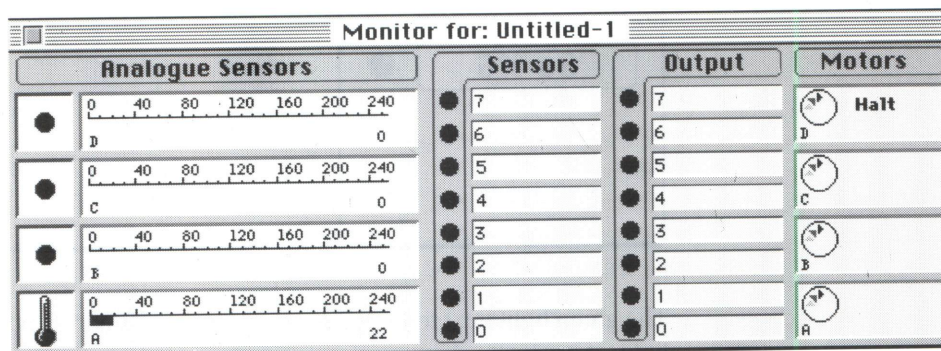 Monitor for: Untitled-1
Analogue Sensors
0 40 80 120 160 200 240
D 0
0 40 80 120 160 200 240
C 0
0 40 80 120 160 200 240
B 0
0 40 80 120 160 200 240
A 22
Sensors
7
6
5
4
3
2
1
0
Output
7
6
5
4
3
2
1
0
Motors
Halt
D
C
B
A